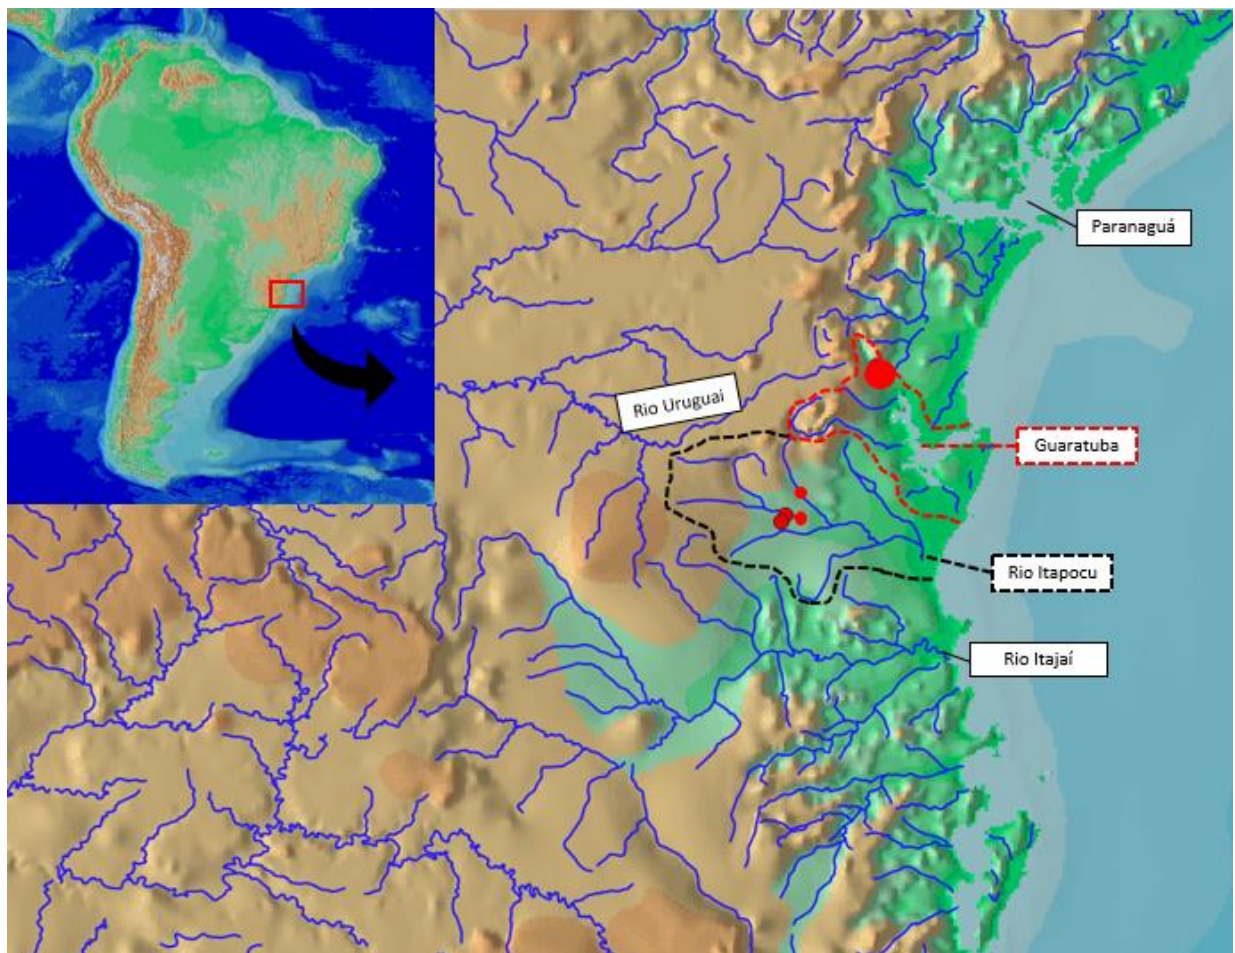 Paranaguá
Rio Uruguai
Guaratuba
Rio Itapocu
Rio Itajaí